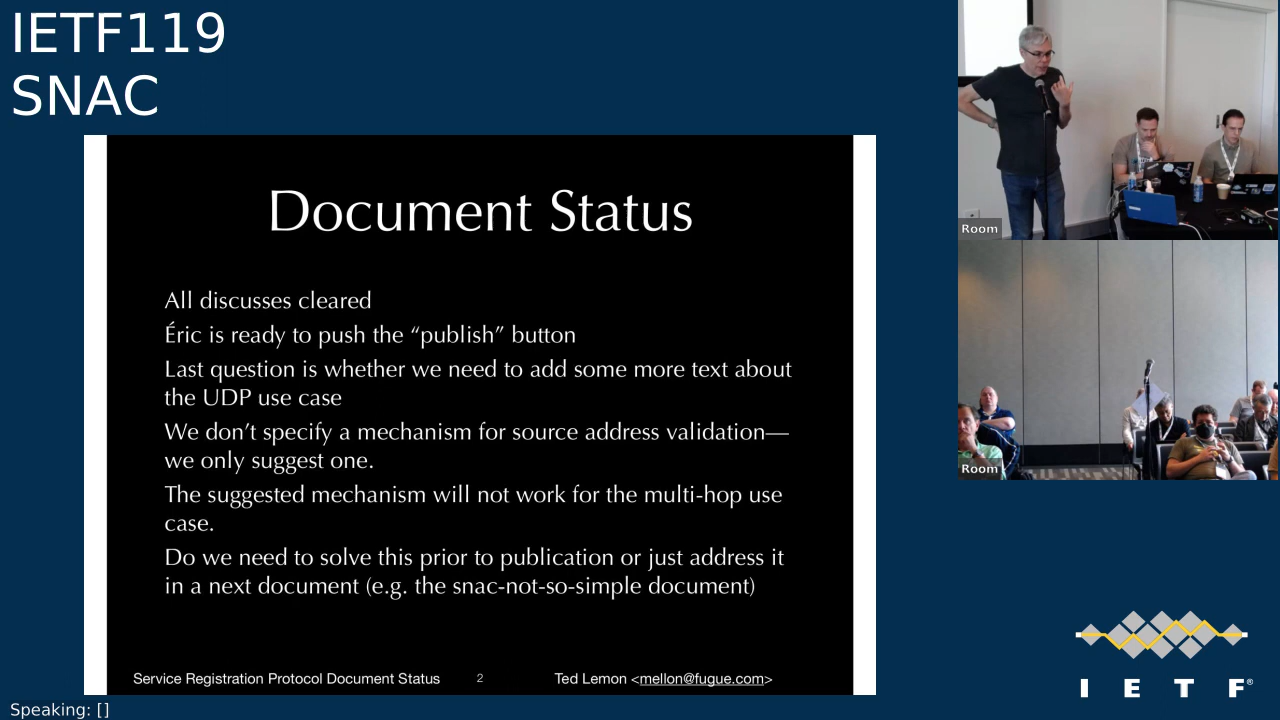 IETF119
SNAC
Document Status
All discusses cleared
Éric is ready to push the “publish” button
Last question is whether we need to add some more text about
the UDP use case
We don’t specify a mechanism for source address validation—
we only suggest one.
The suggested mechanism will not work for the multi-hop use
case.
Do we need to solve this prior to publication or just address it
in a next document (e.g. the snac-not-so-simple document)
Service Registration Protocol Document Status
2
Ted Lemon <mellon@fugue.com>
Room
Room
I E T F®
Speaking: []